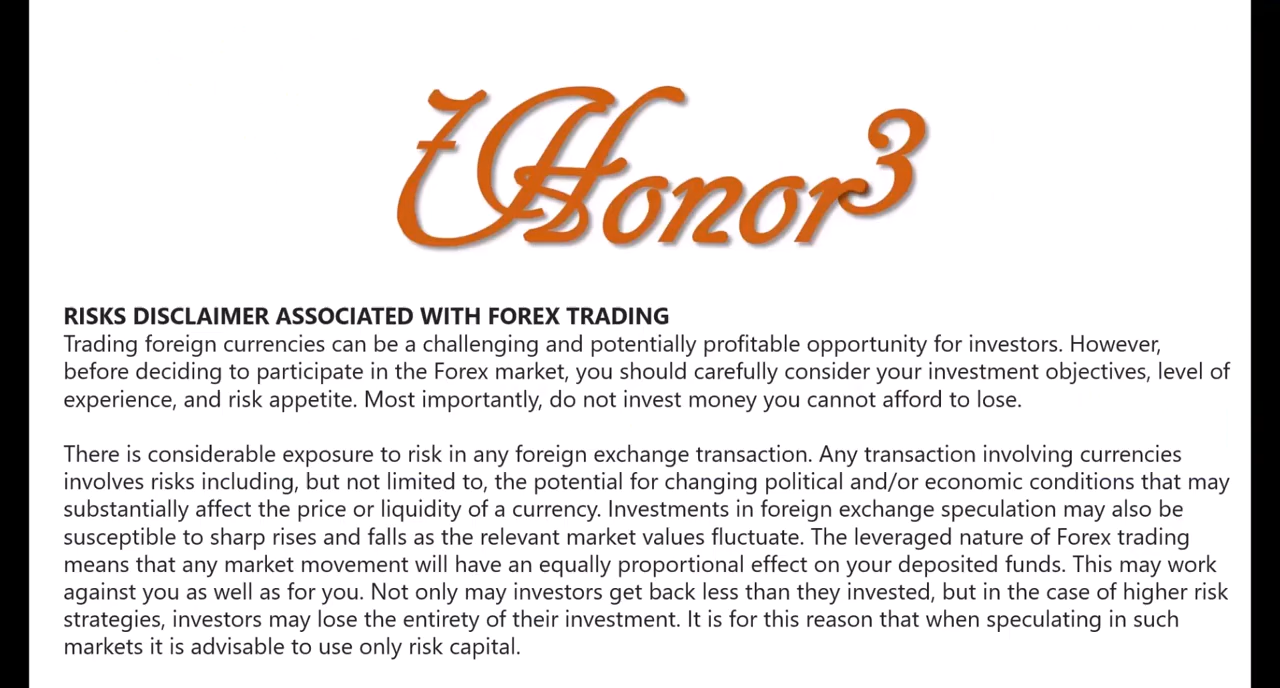 Honor³
RISKS DISCLAIMER ASSOCIATED WITH FOREX TRADING
Trading foreign currencies can be a challenging and potentially profitable opportunity for investors. However,
before deciding to participate in the Forex market, you should carefully consider your investment objectives, level of
experience, and risk appetite. Most importantly, do not invest money you cannot afford to lose.
There is considerable exposure to risk in any foreign exchange transaction. Any transaction involving currencies
involves risks including, but not limited to, the potential for changing political and/or economic conditions that may
substantially affect the price or liquidity of a currency. Investments in foreign exchange speculation may also be
susceptible to sharp rises and falls as the relevant market values fluctuate. The leveraged nature of Forex trading
means that any market movement will have an equally proportional effect on your deposited funds. This may work
against you as well as for you. Not only may investors get back less than they invested, but in the case of higher risk
strategies, investors may lose the entirety of their investment. It is for this reason that when speculating in such
markets it is advisable to use only risk capital.